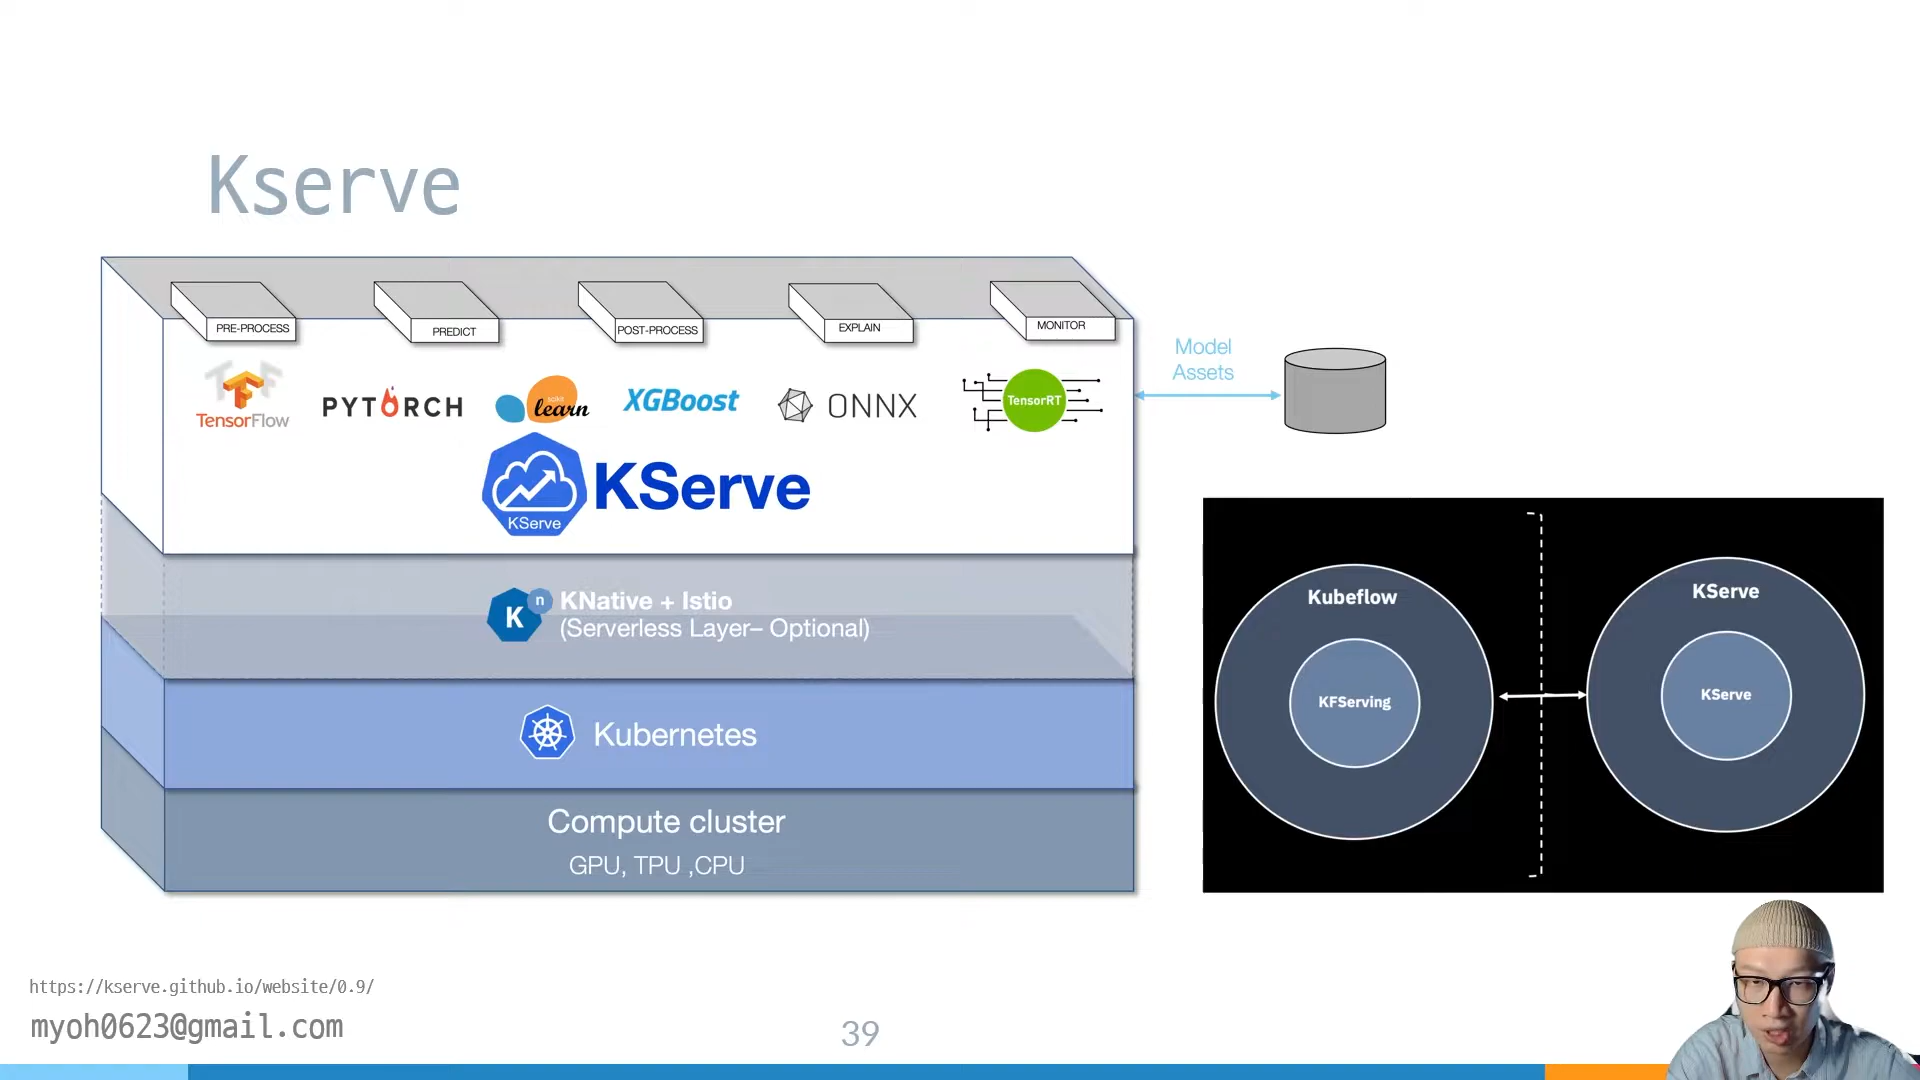 Kserve
PRE-PROCESS
PREDICT
POST-PROCESS
EXPLAIN
MONITOR
TensorFlow
PYTORCH
scikit
learn
XGBoost
ONNX
TensorRT
Model
Assets
KServe
KServe
n
K
KNative + Istio
(Serverless Layer– Optional)
Kubernetes
Compute cluster
GPU, TPU ,CPU
Kubeflow
KFServing
KServe
KServe
https://kserve.github.io/website/0.9/
myoh0623@gmail.com
39